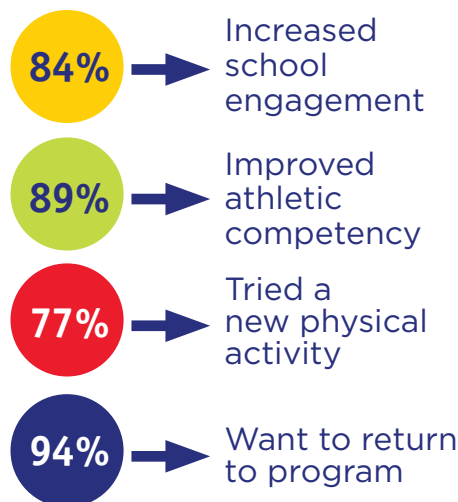 84%
Increased
school
engagement
89%
Improved
athletic
competency
77%
Tried a
new physical
activity
94%
Want to return
to program